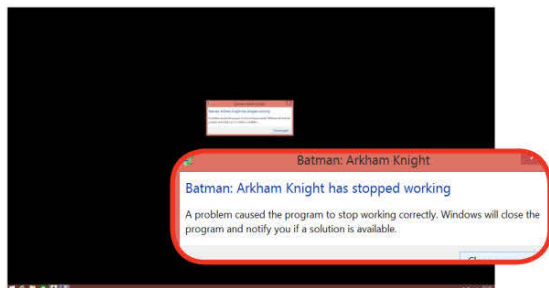 Batman: Arkham Knight
Batman: Arkham Knight has stopped working
A problem caused the program to stop working correctly. Windows will close the
program and notify you if a solution is available.